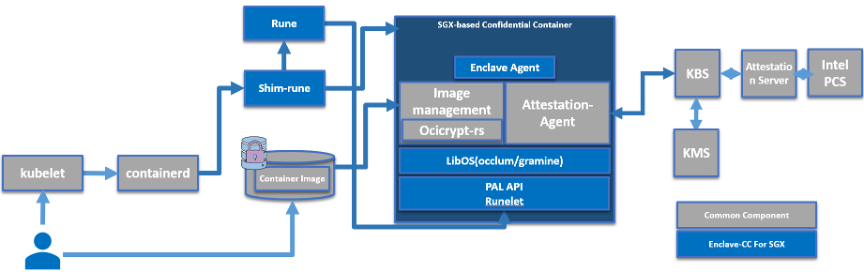 SGX-based Confidential Container
Rune
Enclave Agent
Shim-rune
Image
management
Ocicrypt-rs
Attestation-
Agent
KBS
Attestatio
n Server
Intel
PCS
kubelet
containerd
Container Image
LibOS(occlum/gramine)
KMS
PAL API
Runelet
Common Component
Enclave-CC For SGX